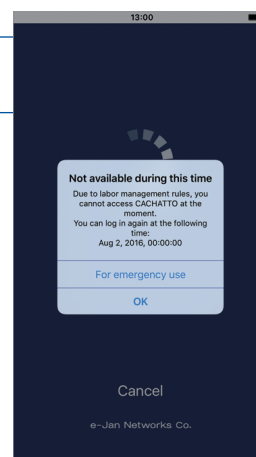 13:00
Not available during this time
Due to labor management rules, you
cannot access CACHATTO at the
moment.
You can log in again at the following
time:
Aug 2, 2016, 00:00:00
For emergency use
OK
Cancel
e-Jan Networks Co.